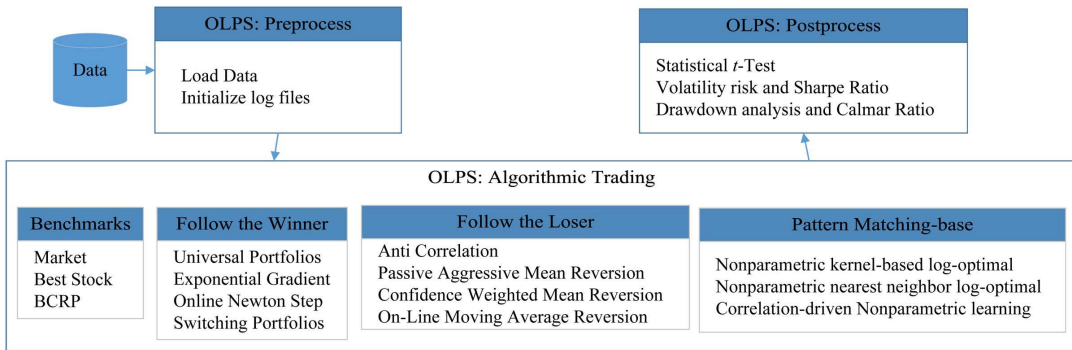 OLPS: Preprocess
Data
Load Data
Initialize log files
OLPS: Postprocess
Statistical t-Test
Volatility risk and Sharpe Ratio
Drawdown analysis and Calmar Ratio
OLPS: Algorithmic Trading
Benchmarks
Market
Best Stock
BCRP
Follow the Winner
Universal Portfolios
Exponential Gradient
Online Newton Step
Switching Portfolios
Follow the Loser
Anti Correlation
Passive Aggressive Mean Reversion
Confidence Weighted Mean Reversion
On-Line Moving Average Reversion
Pattern Matching-base
Nonparametric kernel-based log-optimal
Nonparametric nearest neighbor log-optimal
Correlation-driven Nonparametric learning